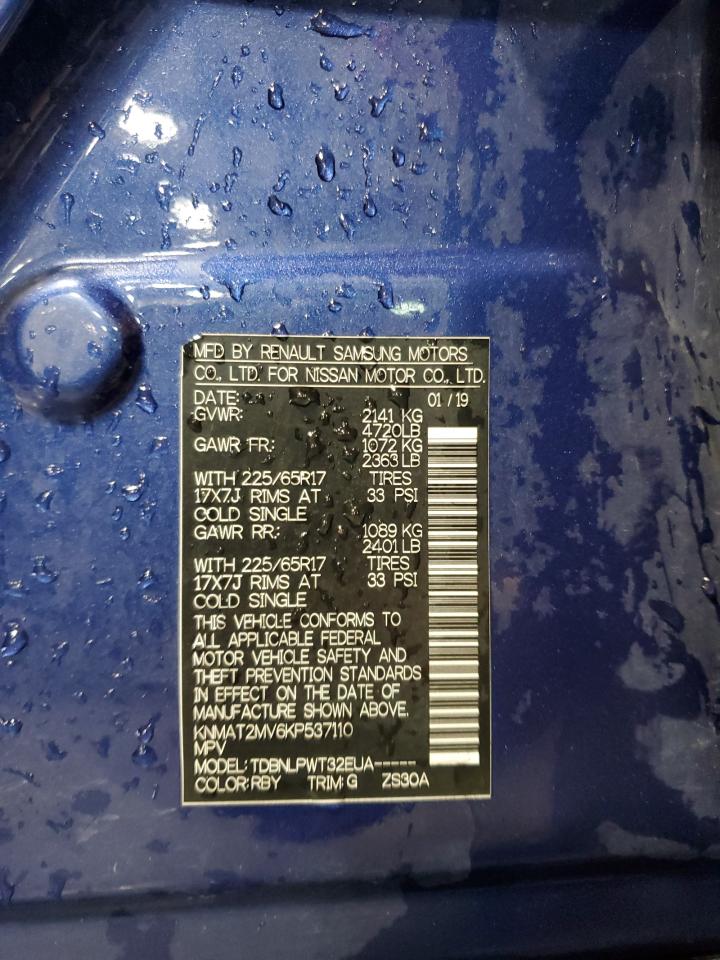 MFD BY RENAULT SAMSUNG MOTORS
CO., LTD. FOR NISSAN MOTOR CO., LTD.
DATE: 01 / 19
GVWR: 2141 KG
4720LB
GAWR FR: 1072 KG
2363 LB
WITH 225/65R17 TIRES
17X7J RIMS AT 33 PSI
COLD SINGLE
GAWR RR: 1089 KG
2401 LB
WITH 225/65R17 TIRES
17X7J RIMS AT 33 PSI
COLD SINGLE
THIS VEHICLE CONFORMS TO
ALL APPLICABLE FEDERAL
MOTOR VEHICLE SAFETY AND
THEFT PREVENTION STANDARDS
IN EFFECT ON THE DATE OF
MANUFACTURE SHOWN ABOVE.
KNMAT2MV6KP537110
MPV
MODEL: TDBNLPWT32EUA-----
COLOR: RBY TRIM: G ZS30A